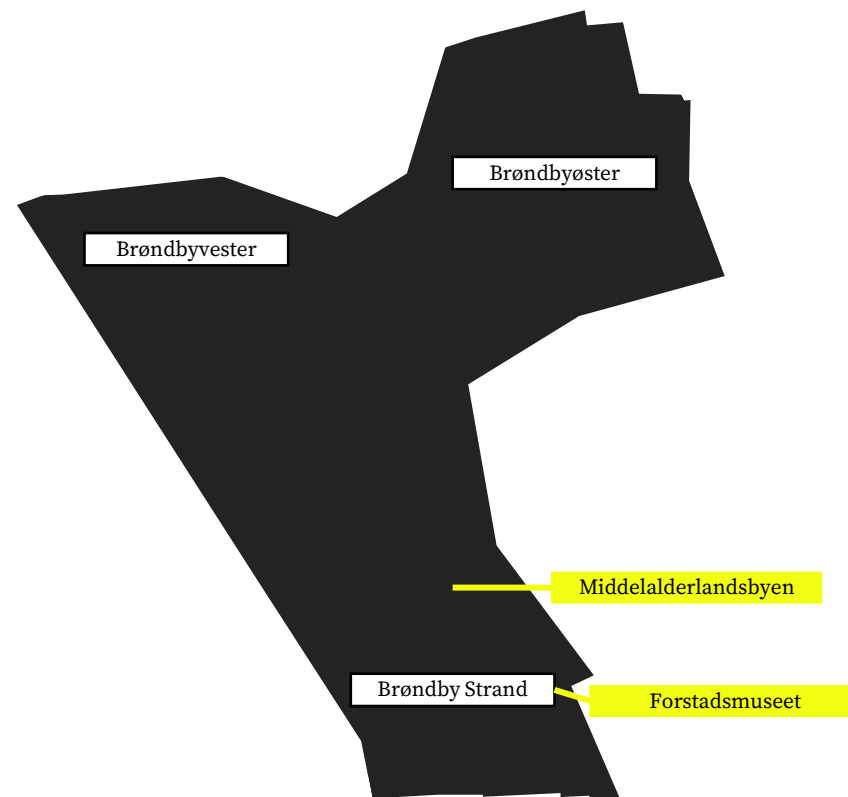 Brøndbyøster
Brøndbyvester
Middelalderlandsbyen
Brøndby Strand
Forstadsmuseet